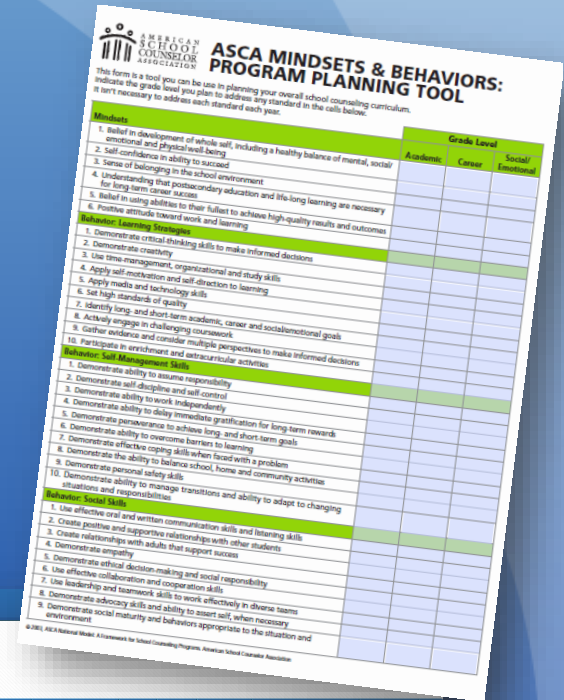 AMERICAN
SCHOOL
COUNSELOR
ASSOCIATION
ASCA MINDSETS & BEHAVIORS:
PROGRAM PLANNING TOOL
This form is a tool you can use in planning your overall school counseling curriculum.
Indicate the grade level you plan to address any standard in the cells below.
It isn't necessary to address each standard each year.
Grade Level
Mindsets
Academic
Career
Social/
Emotional
1. Belief in development of whole self, including a healthy balance of mental, social/
emotional and physical well-being
2. Self-confidence in ability to succeed
3. Sense of belonging in the school environment
4. Understanding that postsecondary education and life-long learning are necessary
for long-term career success
5. Belief in using abilities to their fullest to achieve high-quality results and outcomes
6. Positive attitude toward work and learning
Behavior: Learning Strategies
1. Demonstrate critical-thinking skills to make informed decisions
2. Demonstrate creativity
3. Use time-management, organizational and study skills
4. Apply self-motivation and self-direction to learning
5. Apply media and technology skills
6. Set high standards of quality
7. Identify long- and short-term academic, career and social/emotional goals
8. Actively engage in challenging coursework
9. Gather evidence and consider multiple perspectives to make informed decisions
10. Participate in enrichment and extracurricular activities
Behavior: Self-Management Skills
1. Demonstrate ability to assume responsibility
2. Demonstrate self-discipline and self-control
3. Demonstrate ability to work independently
4. Demonstrate ability to delay immediate gratification for long-term rewards
5. Demonstrate perseverance to achieve long- and short-term goals
6. Demonstrate ability to overcome barriers to learning
7. Demonstrate effective coping skills when faced with a problem
8. Demonstrate the ability to balance school, home and community activities
9. Demonstrate personal safety skills
10. Demonstrate ability to manage transitions and ability to adapt to changing
situations and responsibilities
Behavior: Social Skills
1. Use effective oral and written communication skills and listening skills
2. Create positive and supportive relationships with other students
3. Create relationships with adults that support success
4. Demonstrate empathy
5. Demonstrate ethical decision-making and social responsibility
6. Use effective collaboration and cooperation skills
7. Use leadership and teamwork skills to work effectively in diverse teams
8. Demonstrate advocacy skills and ability to assert self, when necessary
9. Demonstrate social maturity and behaviors appropriate to the situation and
environment
ASCA National Model: A Framework for School Counseling Programs. American School Counselor Association